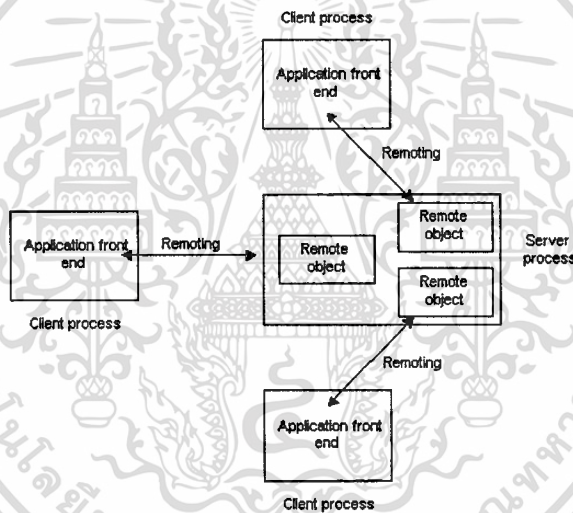 Client process
Application front
end
Remoting
Remote
object
Server
process
Application front
end
Remoting
Remote
object
Remote
object
Client process
Remoting
Application front
end
Client process